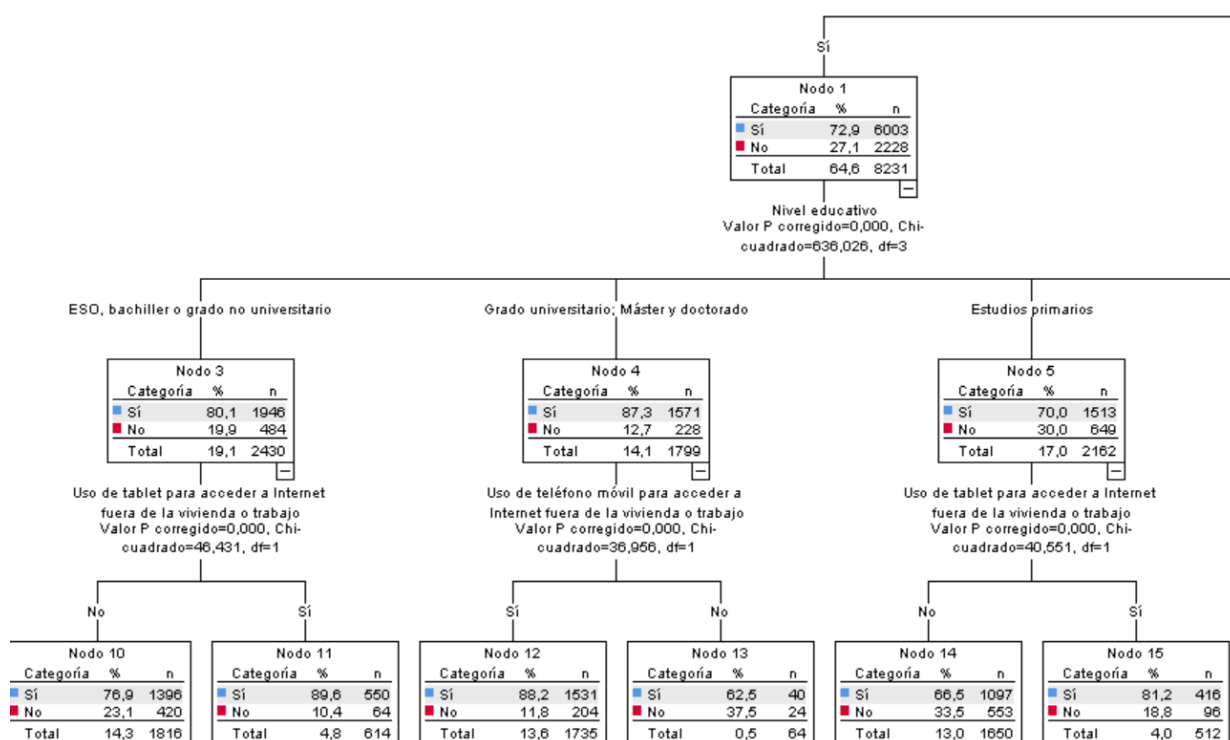 Sí
Nodo 1
Categoría % n
Sí 72,9 6003
No 27,1 2228
Total 64,6 8231
Nivel educativo
Valor P corregido=0,000, Chi-
cuadrado=636,026, df=3
ESO, bachiller o grado no universitario
Grado universitario; Máster y doctorado
Estudios primarios
Nodo 3
Categoría % n
Sí 80,1 1946
No 19,9 484
Total 19,1 2430
Nodo 4
Categoría % n
Sí 87,3 1571
No 12,7 228
Total 14,1 1799
Nodo 5
Categoría % n
Sí 70,0 1513
No 30,0 649
Total 17,0 2162
Uso de tablet para acceder a Internet
fuera de la vivienda o trabajo
Valor P corregido=0,000, Chi-
cuadrado=46,431, df=1
Uso de teléfono móvil para acceder a
Internet fuera de la vivienda o trabajo
Valor P corregido=0,000, Chi-
cuadrado=36,956, df=1
Uso de tablet para acceder a Internet
fuera de la vivienda o trabajo
Valor P corregido=0,000, Chi-
cuadrado=40,551, df=1
No
Sí
Sí
No
No
Sí
Nodo 10
Categoría % n
Sí 76,9 1396
No 23,1 420
Total 14,3 1816
Nodo 11
Categoría % n
Sí 89,6 550
No 10,4 64
Total 4,8 614
Nodo 12
Categoría % n
Sí 88,2 1531
No 11,8 204
Total 13,6 1735
Nodo 13
Categoría % n
Sí 62,5 40
No 37,5 24
Total 0,5 64
Nodo 14
Categoría % n
Sí 66,5 1097
No 33,5 553
Total 13,0 1650
Nodo 15
Categoría % n
Sí 81,2 416
No 18,8 96
Total 4,0 512